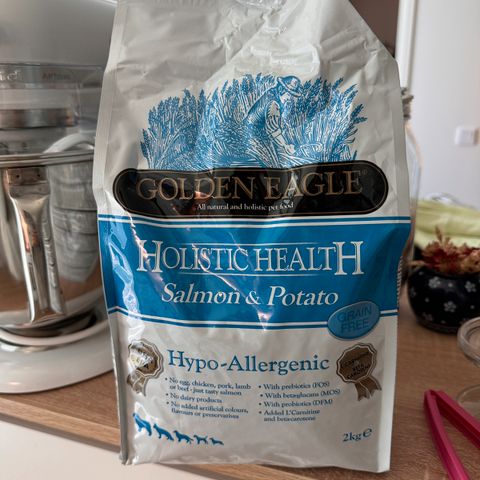 Artisan
GOLDEN EAGLE®
All natural and holistic pet food
HOLISTIC HEALTH
Salmon & Potato
GRAIN
FREE
Hypo-Allergenic
• No egg, chicken, pork, lamb
or beef - just tasty salmon
• No dairy products
• No added artificial colours,
flavours or preservatives
• With prebiotics (FOS)
• With betaglucans (MOS)
• With probiotics (DFM)
• Added L'Carnitine
and betacarotene
2kg e